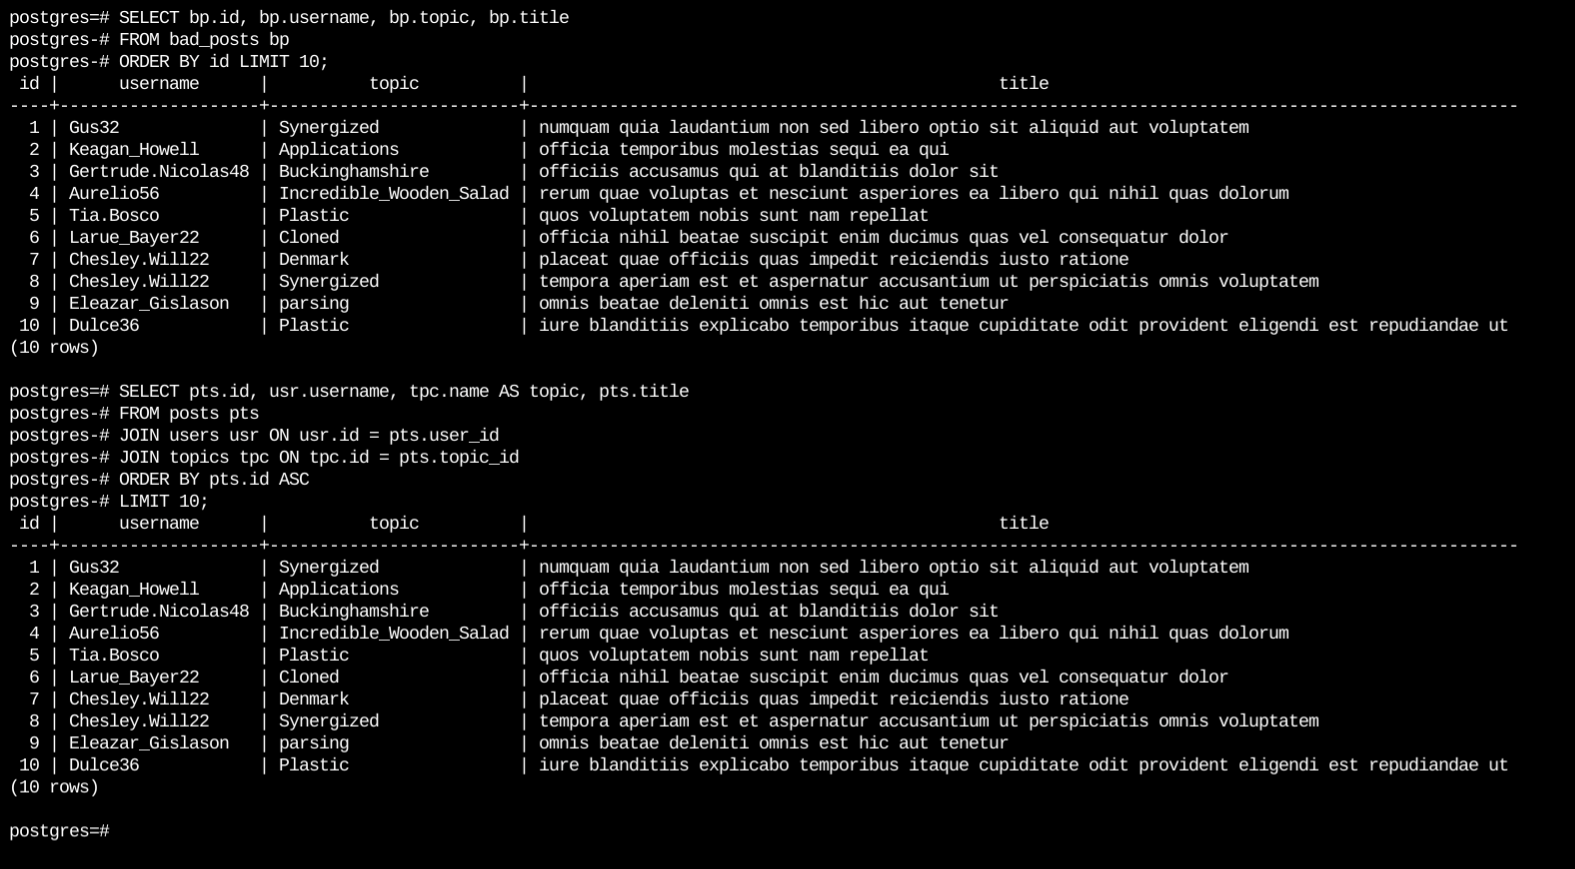 postgres=# SELECT bp.id, bp.username, bp.topic, bp.title
postgres-# FROM bad_posts bp
postgres-# ORDER BY id LIMIT 10;
 id |      username      |          topic          |                                               title
----+--------------------+-------------------------+---------------------------------------------------------------------------------------------------
  1 | Gus32              | Synergized              | numquam quia laudantium non sed libero optio sit aliquid aut voluptatem
  2 | Keagan_Howell      | Applications            | officia temporibus molestias sequi ea qui
  3 | Gertrude.Nicolas48 | Buckinghamshire         | officiis accusamus qui at blanditiis dolor sit
  4 | Aurelio56          | Incredible_Wooden_Salad | rerum quae voluptas et nesciunt asperiores ea libero qui nihil quas dolorum
  5 | Tia.Bosco          | Plastic                 | quos voluptatem nobis sunt nam repellat
  6 | Larue_Bayer22      | Cloned                  | officia nihil beatae suscipit enim ducimus quas vel consequatur dolor
  7 | Chesley.Will22     | Denmark                 | placeat quae officiis quas impedit reiciendis iusto ratione
  8 | Chesley.Will22     | Synergized              | tempora aperiam est et aspernatur accusantium ut perspiciatis omnis voluptatem
  9 | Eleazar_Gislason   | parsing                 | omnis beatae deleniti omnis est hic aut tenetur
 10 | Dulce36            | Plastic                 | iure blanditiis explicabo temporibus itaque cupiditate odit provident eligendi est repudiandae ut
(10 rows)

postgres=# SELECT pts.id, usr.username, tpc.name AS topic, pts.title
postgres-# FROM posts pts
postgres-# JOIN users usr ON usr.id = pts.user_id
postgres-# JOIN topics tpc ON tpc.id = pts.topic_id
postgres-# ORDER BY pts.id ASC
postgres-# LIMIT 10;
 id |      username      |          topic          |                                               title
----+--------------------+-------------------------+---------------------------------------------------------------------------------------------------
  1 | Gus32              | Synergized              | numquam quia laudantium non sed libero optio sit aliquid aut voluptatem
  2 | Keagan_Howell      | Applications            | officia temporibus molestias sequi ea qui
  3 | Gertrude.Nicolas48 | Buckinghamshire         | officiis accusamus qui at blanditiis dolor sit
  4 | Aurelio56          | Incredible_Wooden_Salad | rerum quae voluptas et nesciunt asperiores ea libero qui nihil quas dolorum
  5 | Tia.Bosco          | Plastic                 | quos voluptatem nobis sunt nam repellat
  6 | Larue_Bayer22      | Cloned                  | officia nihil beatae suscipit enim ducimus quas vel consequatur dolor
  7 | Chesley.Will22     | Denmark                 | placeat quae officiis quas impedit reiciendis iusto ratione
  8 | Chesley.Will22     | Synergized              | tempora aperiam est et aspernatur accusantium ut perspiciatis omnis voluptatem
  9 | Eleazar_Gislason   | parsing                 | omnis beatae deleniti omnis est hic aut tenetur
 10 | Dulce36            | Plastic                 | iure blanditiis explicabo temporibus itaque cupiditate odit provident eligendi est repudiandae ut
(10 rows)

postgres=#